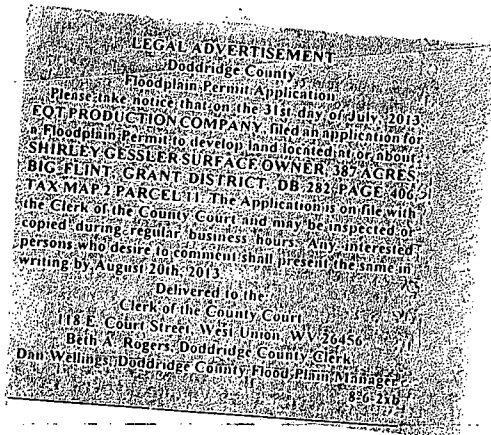 LEGAL ADVERTISEMENT
Doddridge County
Floodplain Permit Application
Please take notice that on the 31st day of July, 2013
EQT PRODUCTION COMPANY, filed an application for
a Floodplain Permit to develop land located at or about
SHIRLEY GESSLER SURFACE OWNER, 387 ACRES
BIG FLINT, GRANT DISTRICT, DB 282, PAGE 406,
TAX MAP 2 PARCEL 11. The Application is on file with
the Clerk of the County Court and may be inspected or
copied during regular business hours. Any interested
persons who desire to comment shall present the same in
writing by August 20th, 2013
Delivered to the
Clerk of the County Court
118 E. Court Street, West Union, WV 26456
Beth A. Rogers, Doddridge County Clerk
Dan Wellings, Doddridge County Flood Plain Manager